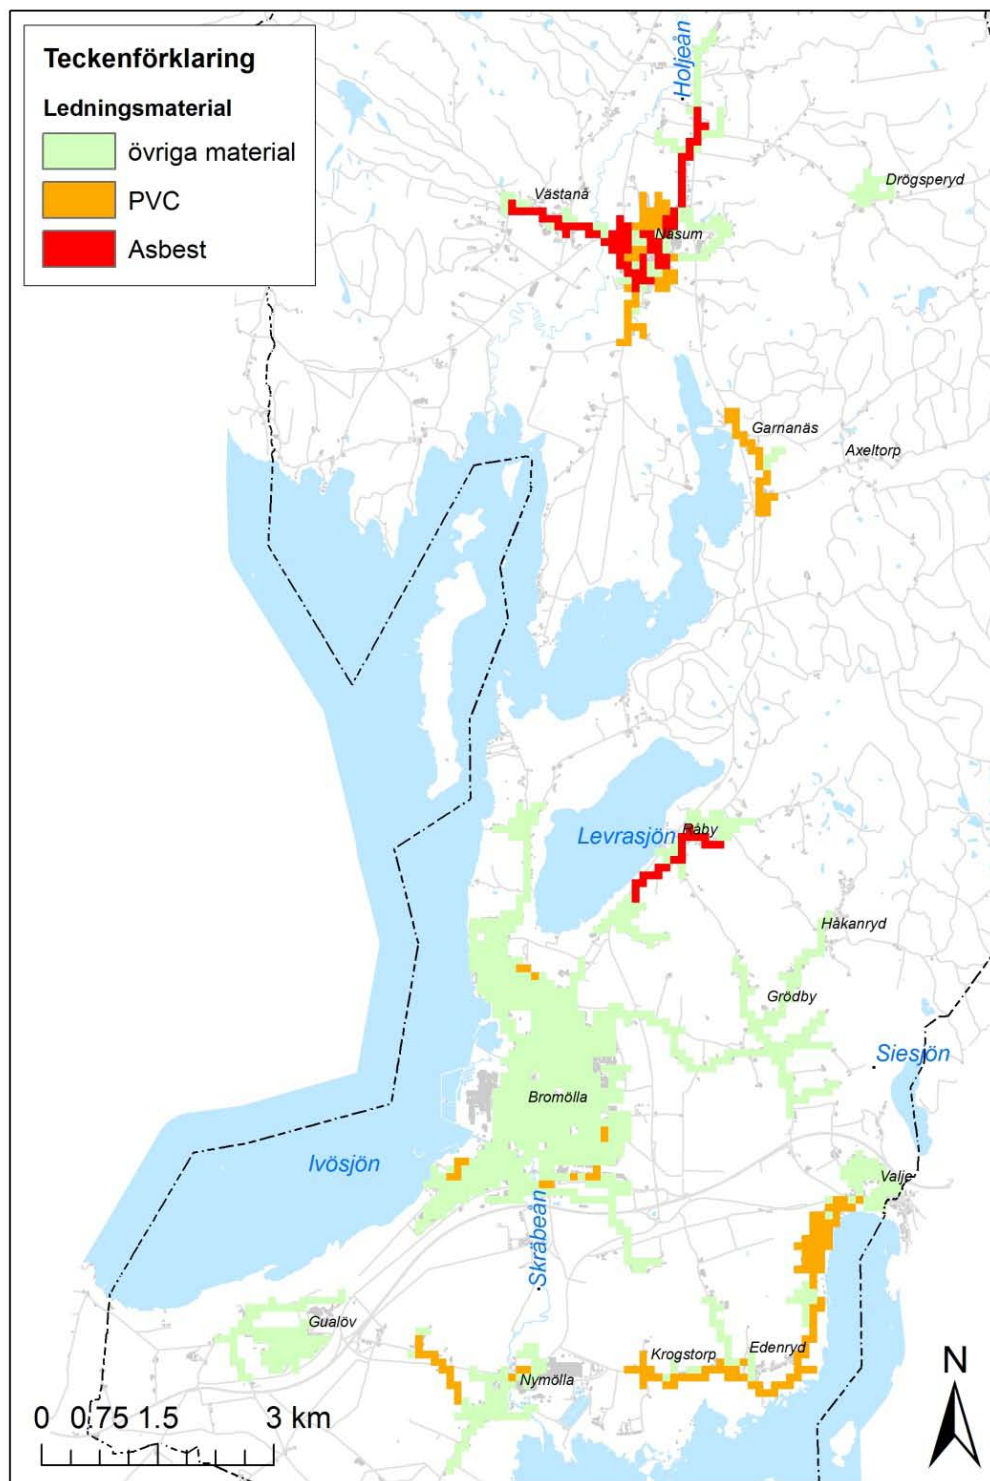 Teckenförklaring
Ledningsmaterial
övriga material
PVC
Asbest
Holjeån
Drögsperyd
Västanå
Näsum
Garnanäs
Axeltorp
Levrasjön
Råby
Håkanryd
Grödby
Siesjön
Bromölla
Ivösjön
Valje
Skräbeån
Gualöv
Krogstorp
Edenryd
Nymölla
N
0 0,75 1.5 3 km